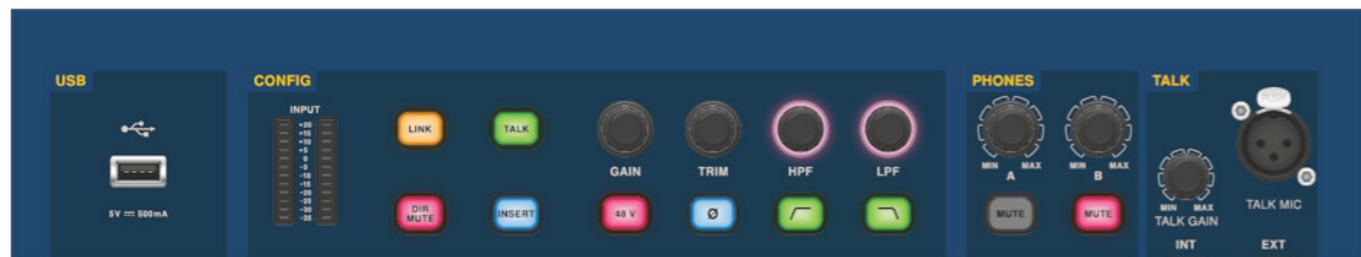 USB
5V ⎓ 500mA
CONFIG
INPUT
+20
+15
+10
+5
0
-5
-10
-15
-20
-25
-30
-35
LINK
TALK
DIR
MUTE
INSERT
GAIN
TRIM
HPF
LPF
48 V
Ø
PHONES
MIN MAX
A
MIN MAX
B
MUTE
MUTE
TALK
PUSH
MIN MAX
TALK GAIN
TALK MIC
INT
EXT